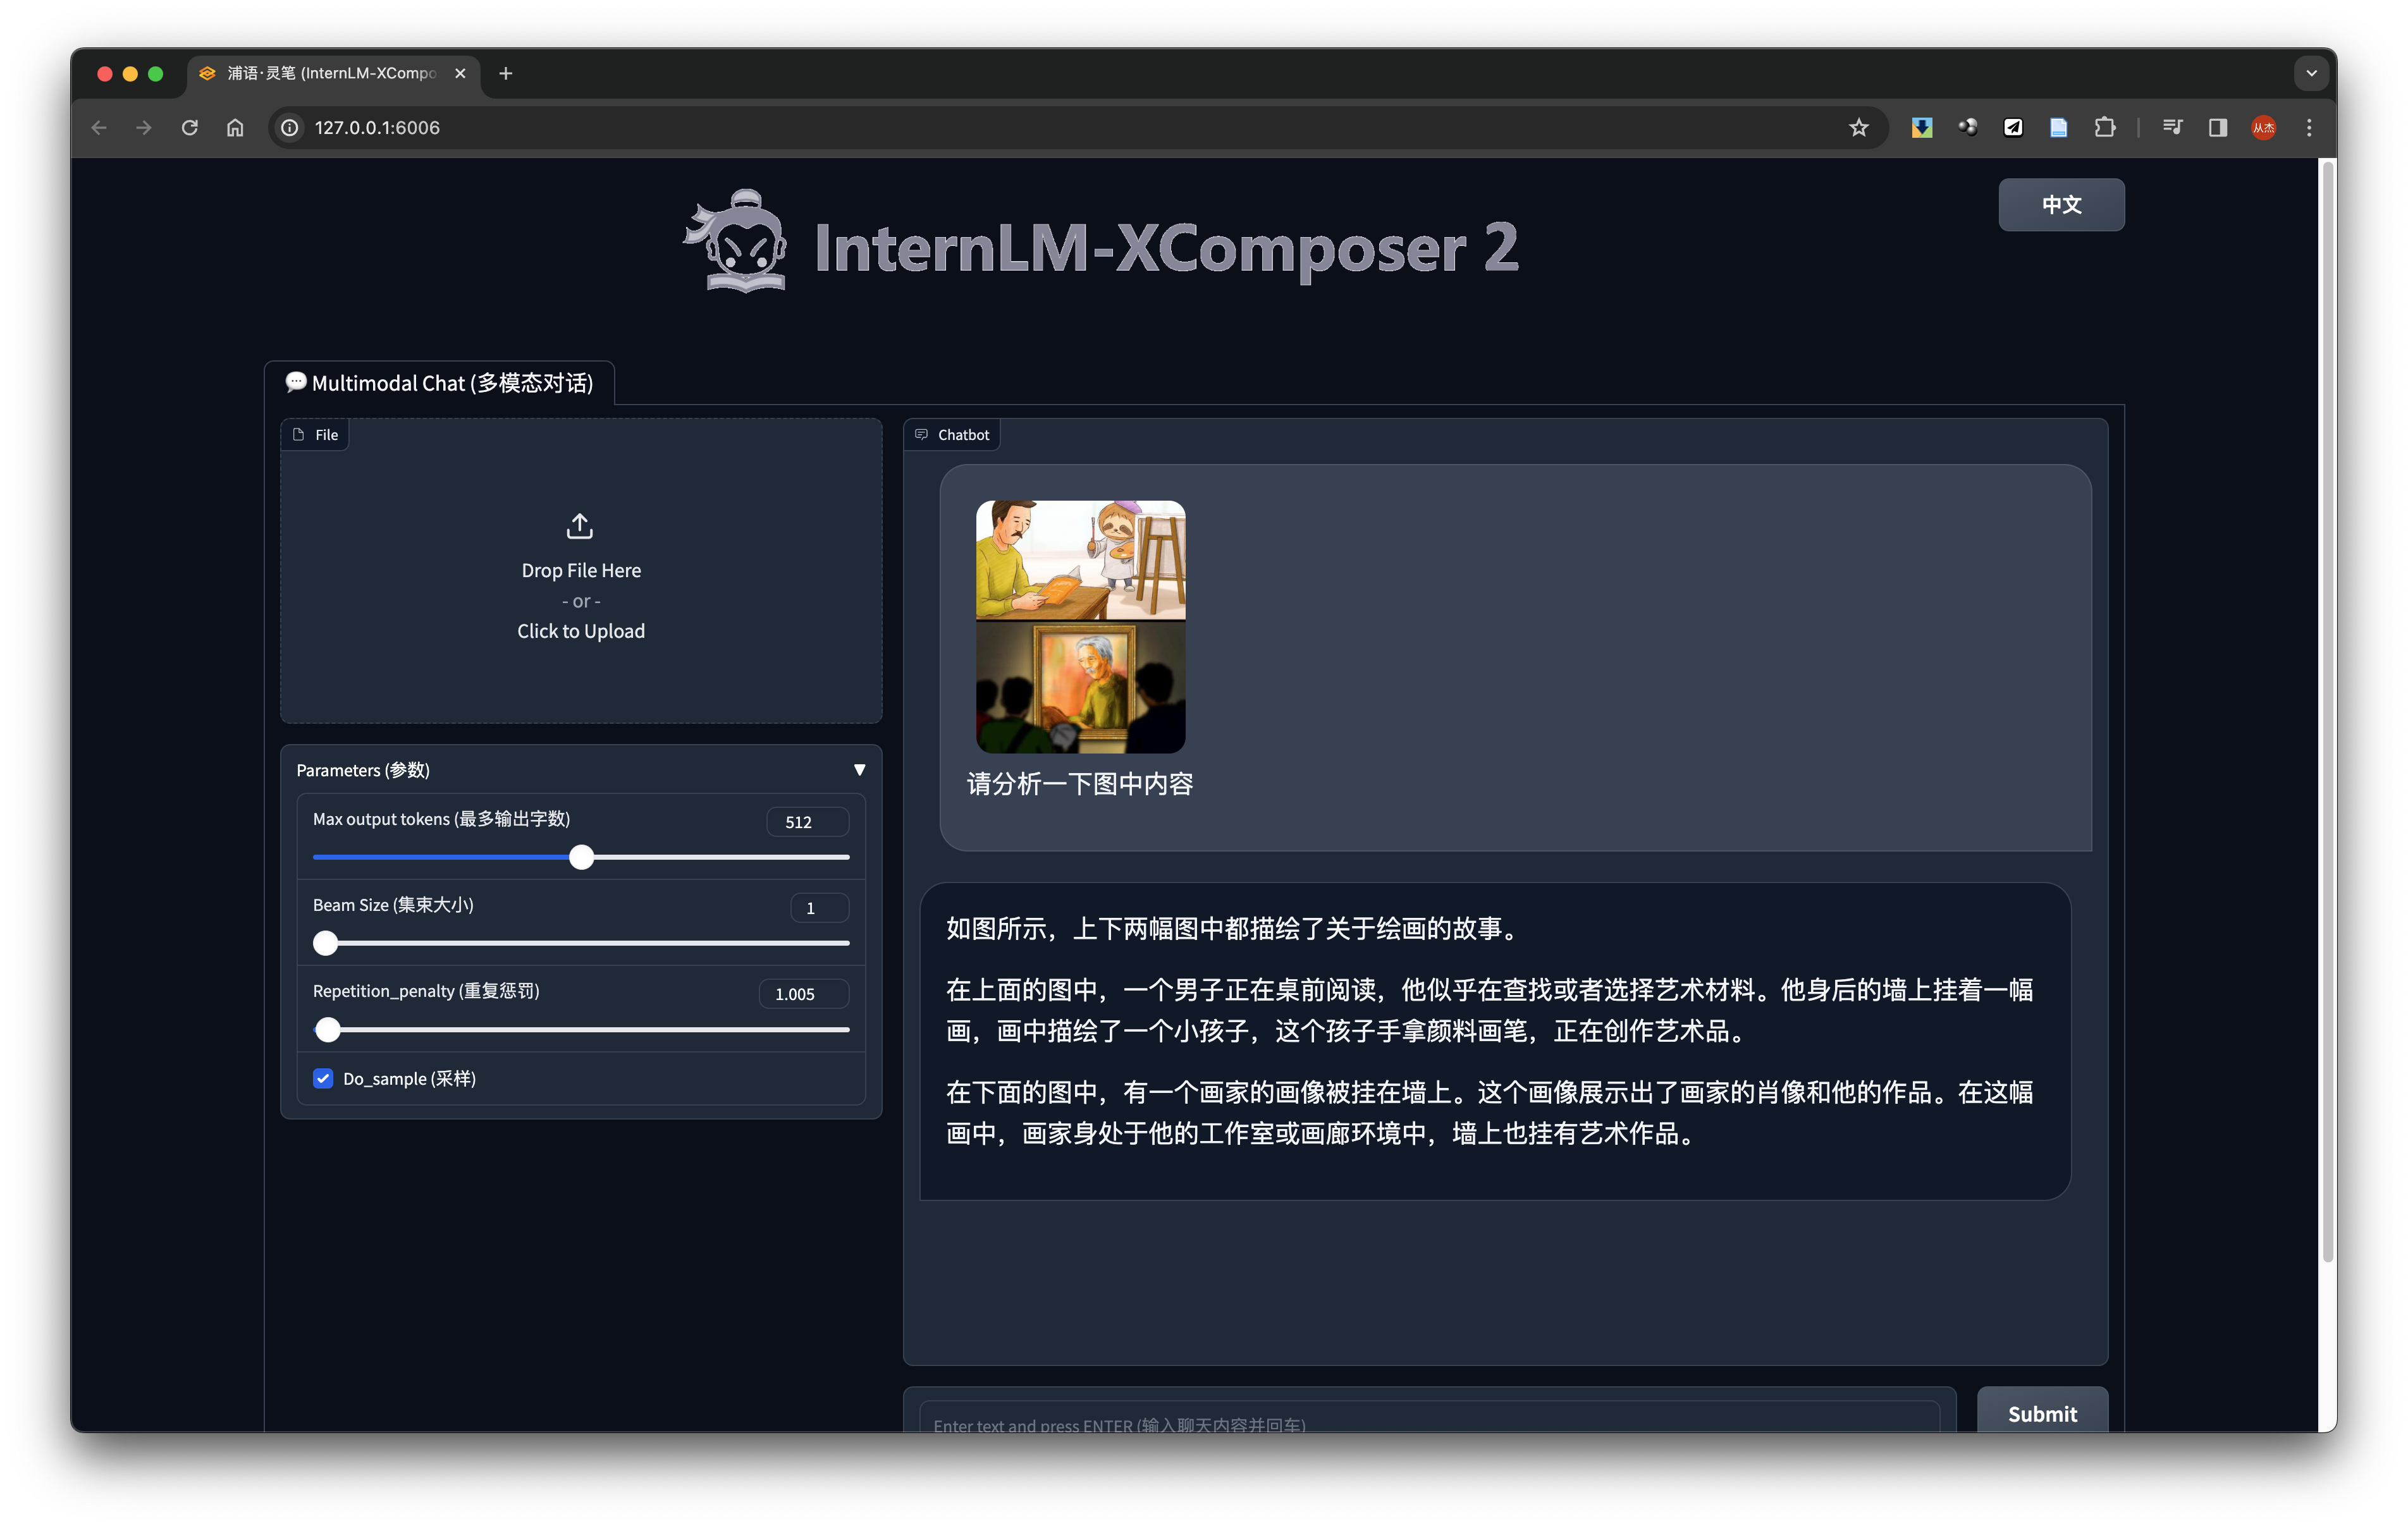 浦语·灵笔 (InternLM-XCompo
127.0.0.1:6006
从杰
InternLM-XComposer 2
中文
Multimodal Chat (多模态对话)
File
Drop File Here
- or -
Click to Upload
Parameters (参数)
Max output tokens (最多输出字数)
512
Beam Size (集束大小)
1
Repetition_penalty (重复惩罚)
1.005
Do_sample (采样)
Chatbot
请分析一下图中内容
如图所示，上下两幅图中都描绘了关于绘画的故事。
在上面的图中，一个男子正在桌前阅读，他似乎在查找或者选择艺术材料。他身后的墙上挂着一幅
画，画中描绘了一个小孩子，这个孩子手拿颜料画笔，正在创作艺术品。
在下面的图中，有一个画家的画像被挂在墙上。这个画像展示出了画家的肖像和他的作品。在这幅
画中，画家身处于他的工作室或画廊环境中，墙上也挂有艺术作品。
Enter text and press ENTER (输入聊天内容并回车)
Submit